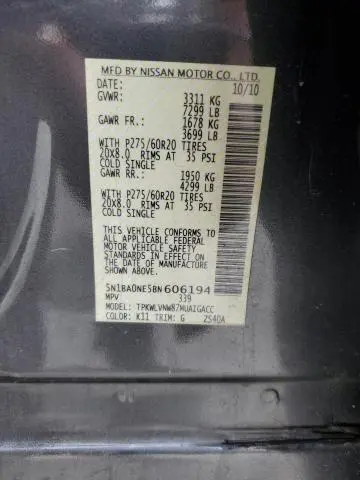 MFD BY NISSAN MOTOR CO., LTD.
DATE: 10/10
GVWR: 3311 KG
7299 LB
GAWR FR.: 1678 KG
3699 LB
WITH P275/60R20 TIRES
20X8.0 RIMS AT 35 PSI
COLD SINGLE
GAWR RR.: 1950 KG
4299 LB
WITH P275/60R20 TIRES
20X8.0 RIMS AT 35 PSI
COLD SINGLE
THIS VEHICLE CONFORMS TO
ALL APPLICABLE FEDERAL
MOTOR VEHICLE SAFETY
STANDARDS IN EFFECT ON
THE DATE OF MANUFACTURE
SHOWN ABOVE.
5N1BA0NE5BN606194
MPV 339
MODEL: TPKWLVNW87MUAIGACC
COLOR: K11 TRIM: G ZS40A